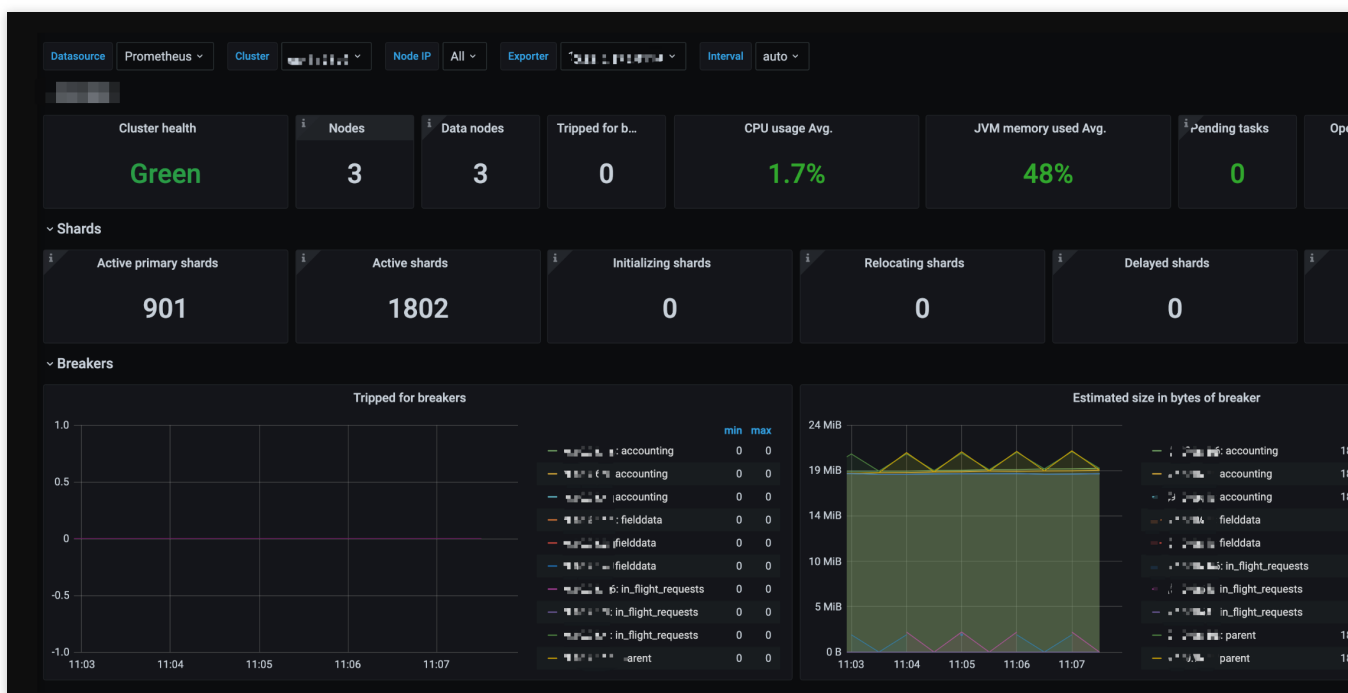 Datasource Prometheus Cluster Node IP All Exporter Interval auto
Cluster health Nodes Data nodes Tripped for b... CPU usage Avg. JVM memory used Avg. Pending tasks
Green 3 3 0 1.7% 48% 0
Shards
Active primary shards Active shards Initializing shards Relocating shards Delayed shards
901 1802 0 0 0
Breakers
Tripped for breakers
min max
1.0
0.5
0
-0.5
-1.0
11:03 11:04 11:05 11:06 11:07
: accounting 0 0
accounting 0 0
accounting 0 0
: fielddata 0 0
fielddata 0 0
fielddata 0 0
: in_flight_requests 0 0
: in_flight_requests 0 0
: in_flight_requests 0 0
0 0
Estimated size in bytes of breaker
24 MiB
19 MiB
14 MiB
10 MiB
5 MiB
0 B
11:03 11:04 11:05 11:06 11:07
: accounting
accounting
accounting
fielddata
fielddata
: in_flight_requests
in_flight_requests
in_flight_requests
: parent
parent